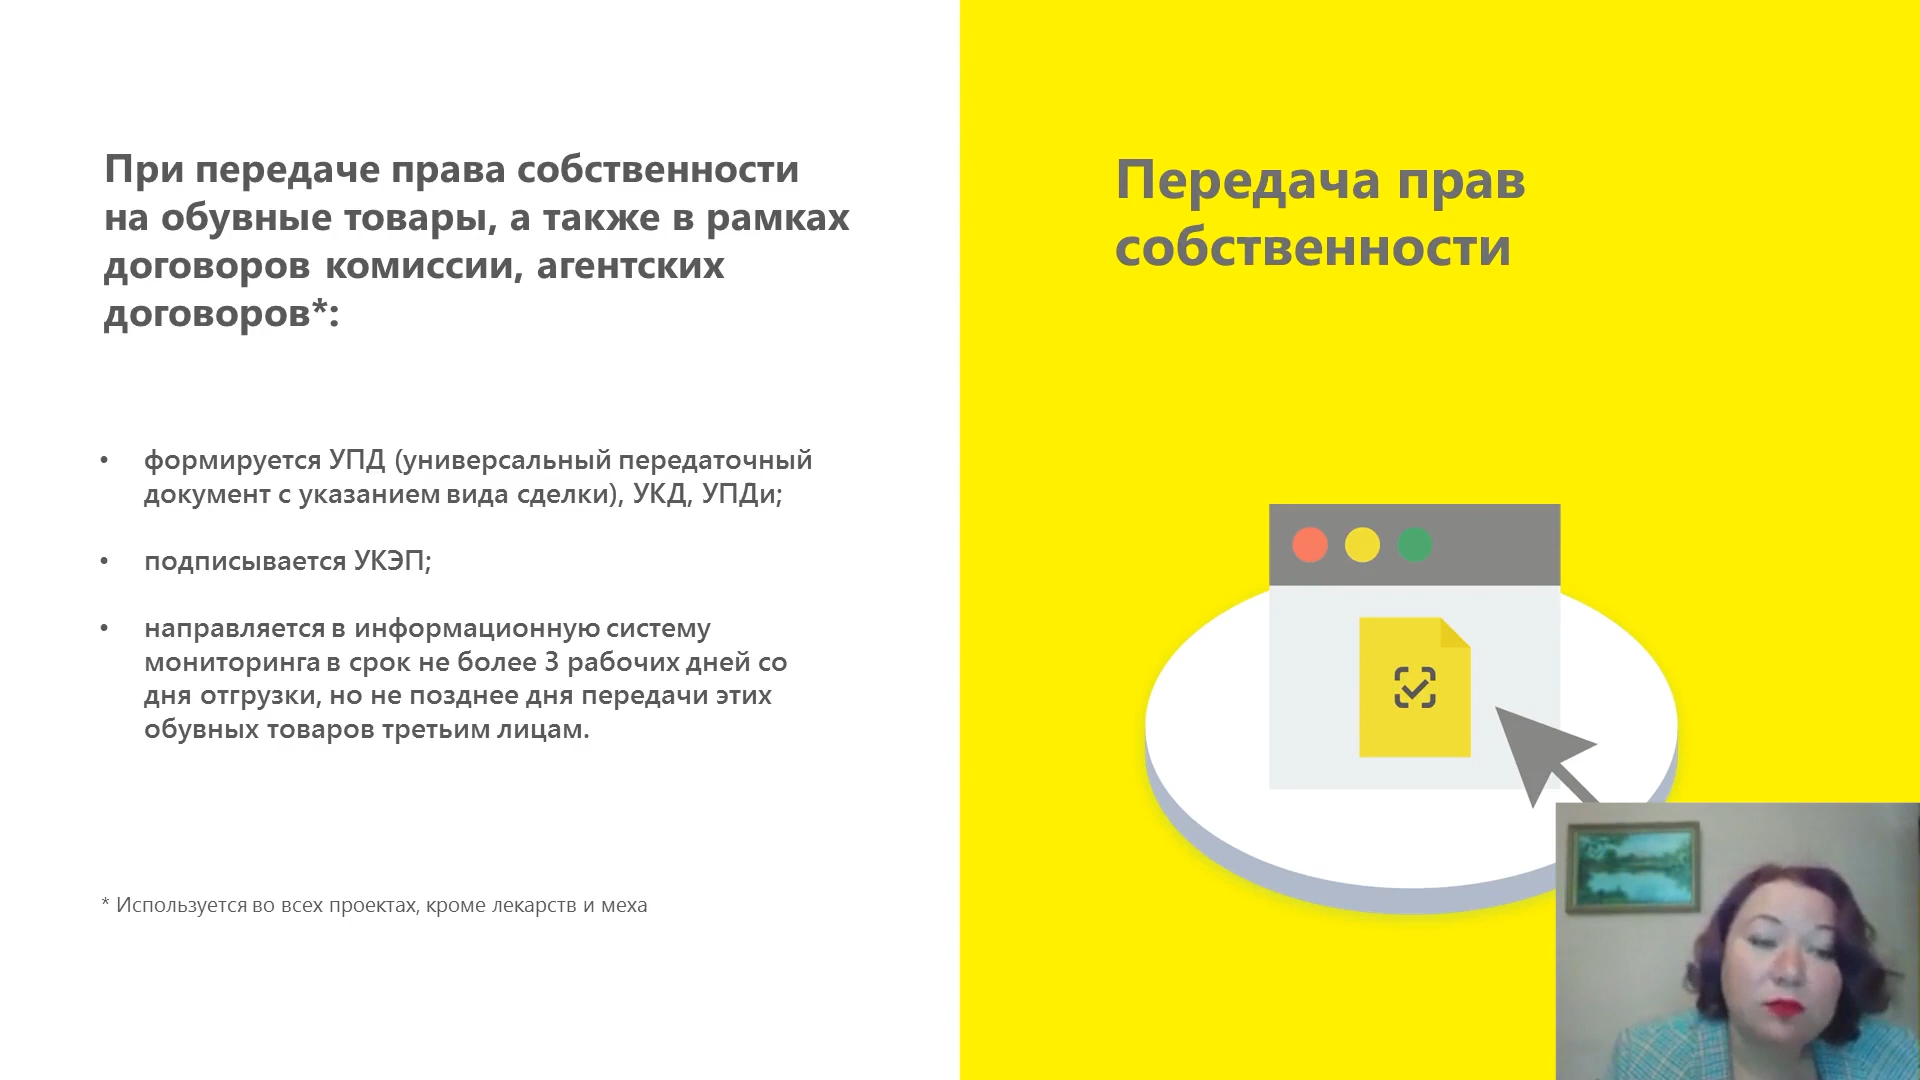 При передаче права собственности
на обувные товары, а также в рамках
договоров комиссии, агентских
договоров*:
• формируется УПД (универсальный передаточный
документ с указанием вида сделки), УКД, УПДи;
• подписывается УКЭП;
• направляется в информационную систему
мониторинга в срок не более 3 рабочих дней со
дня отгрузки, но не позднее дня передачи этих
обувных товаров третьим лицам.
* Используется во всех проектах, кроме лекарств и меха
Передача прав
собственности